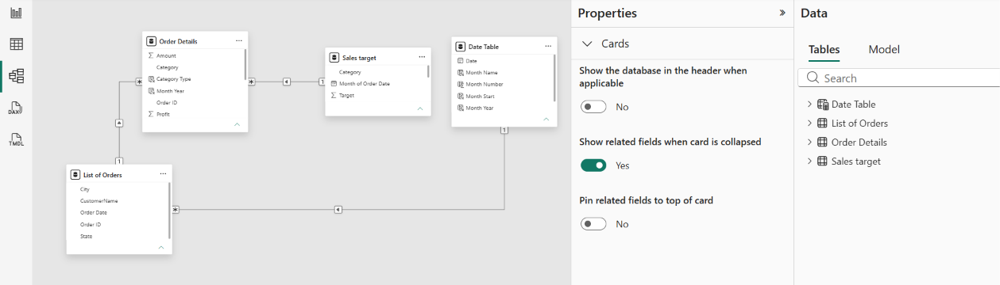 Properties
Data
Order Details
Amount
Category
Category Type
Month Year
Order ID
Profit
Sales target
Category
Month of Order Date
Target
Date Table
Date
Month Name
Month Number
Month Start
Month Year
DAX
TMDL
1
1
1
List of Orders
City
CustomerName
Order Date
Order ID
State
Cards
Show the database in the header when
applicable
No
Show related fields when card is collapsed
Yes
Pin related fields to top of card
No
Tables
Model
Search
Date Table
List of Orders
Order Details
Sales target